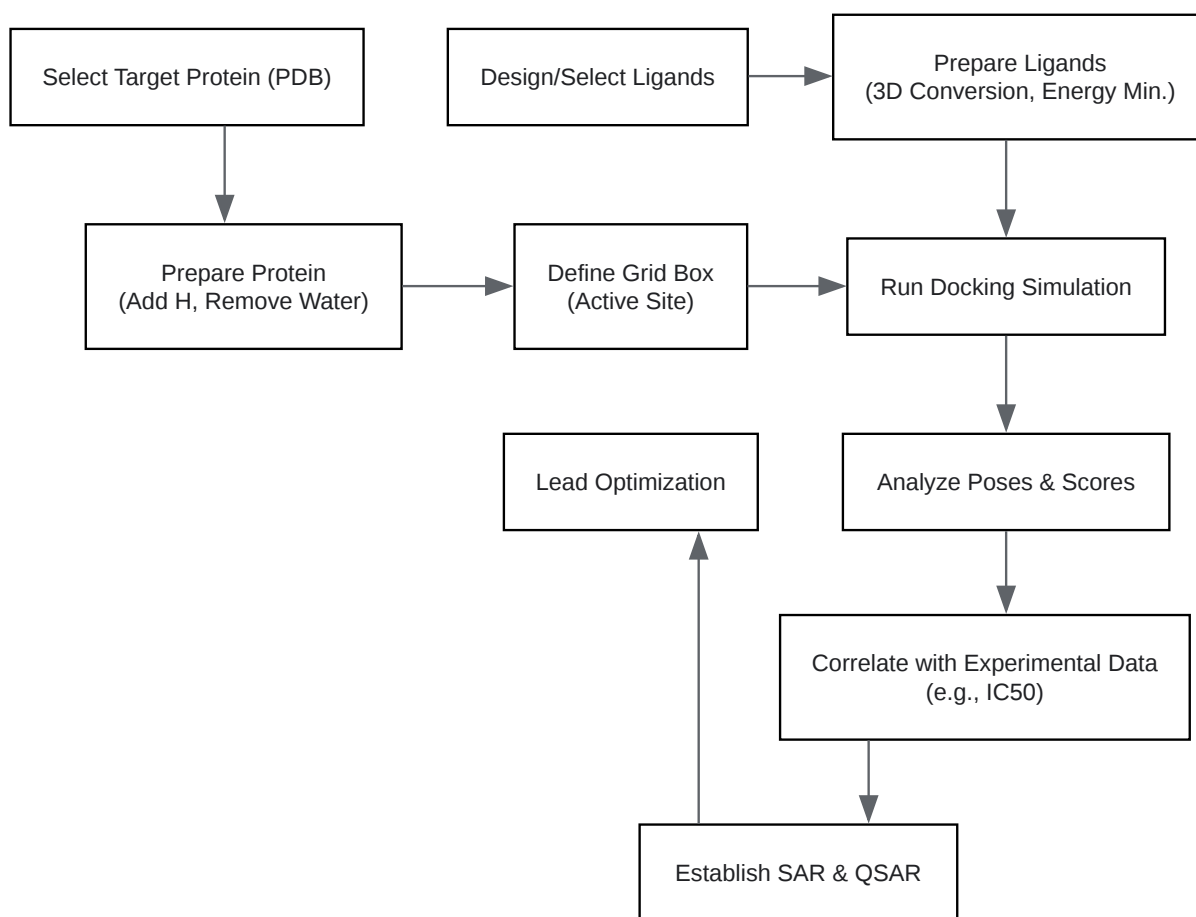 Select Target Protein (PDB)
Design/Select Ligands
Prepare Ligands
(3D Conversion, Energy Min.)
Prepare Protein
(Add H, Remove Water)
Define Grid Box
(Active Site)
Run Docking Simulation
Lead Optimization
Analyze Poses & Scores
Correlate with Experimental Data
(e.g., IC50)
Establish SAR & QSAR